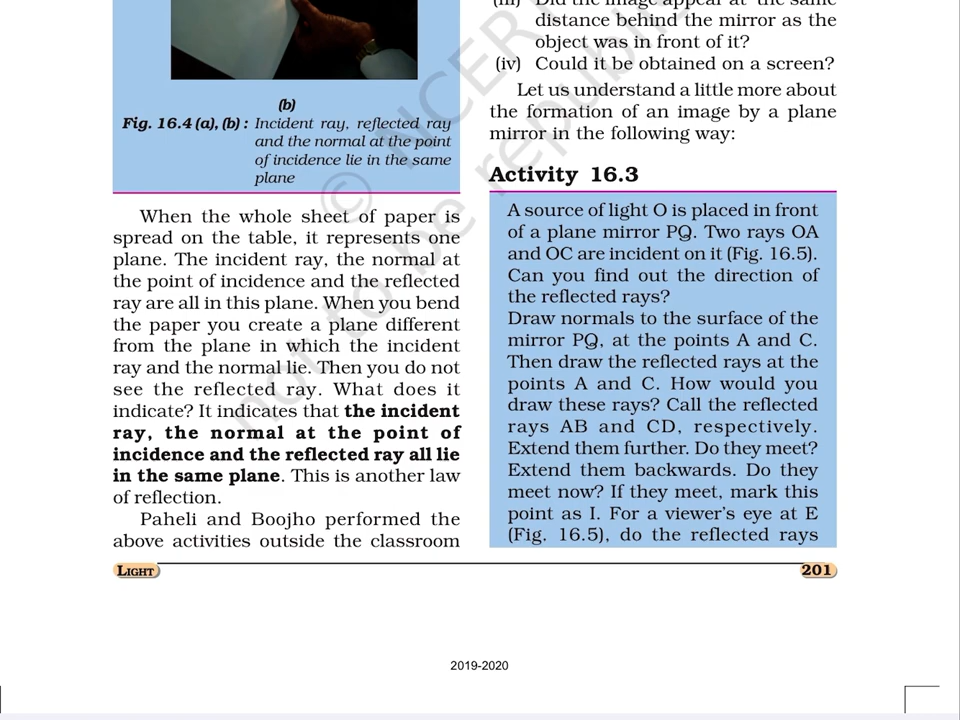 (b)
Fig. 16.4 (a), (b) : Incident ray, reflected ray
and the normal at the point
of incidence lie in the same
plane
When the whole sheet of paper is
spread on the table, it represents one
plane. The incident ray, the normal at
the point of incidence and the reflected
ray are all in this plane. When you bend
the paper you create a plane different
from the plane in which the incident
ray and the normal lie. Then you do not
see the reflected ray. What does it
indicate? It indicates that the incident
ray, the normal at the point of
incidence and the reflected ray all lie
in the same plane. This is another law
of reflection.
Paheli and Boojho performed the
above activities outside the classroom
(iii) Did the image appear at the same
distance behind the mirror as the
object was in front of it?
(iv) Could it be obtained on a screen?
Let us understand a little more about
the formation of an image by a plane
mirror in the following way:
Activity 16.3
A source of light O is placed in front
of a plane mirror PQ. Two rays OA
and OC are incident on it (Fig. 16.5).
Can you find out the direction of
the reflected rays?
Draw normals to the surface of the
mirror PQ, at the points A and C.
Then draw the reflected rays at the
points A and C. How would you
draw these rays? Call the reflected
rays AB and CD, respectively.
Extend them further. Do they meet?
Extend them backwards. Do they
meet now? If they meet, mark this
point as I. For a viewer's eye at E
(Fig. 16.5), do the reflected rays
© NCERT
not to be republi
LIGHT
201
2019-2020